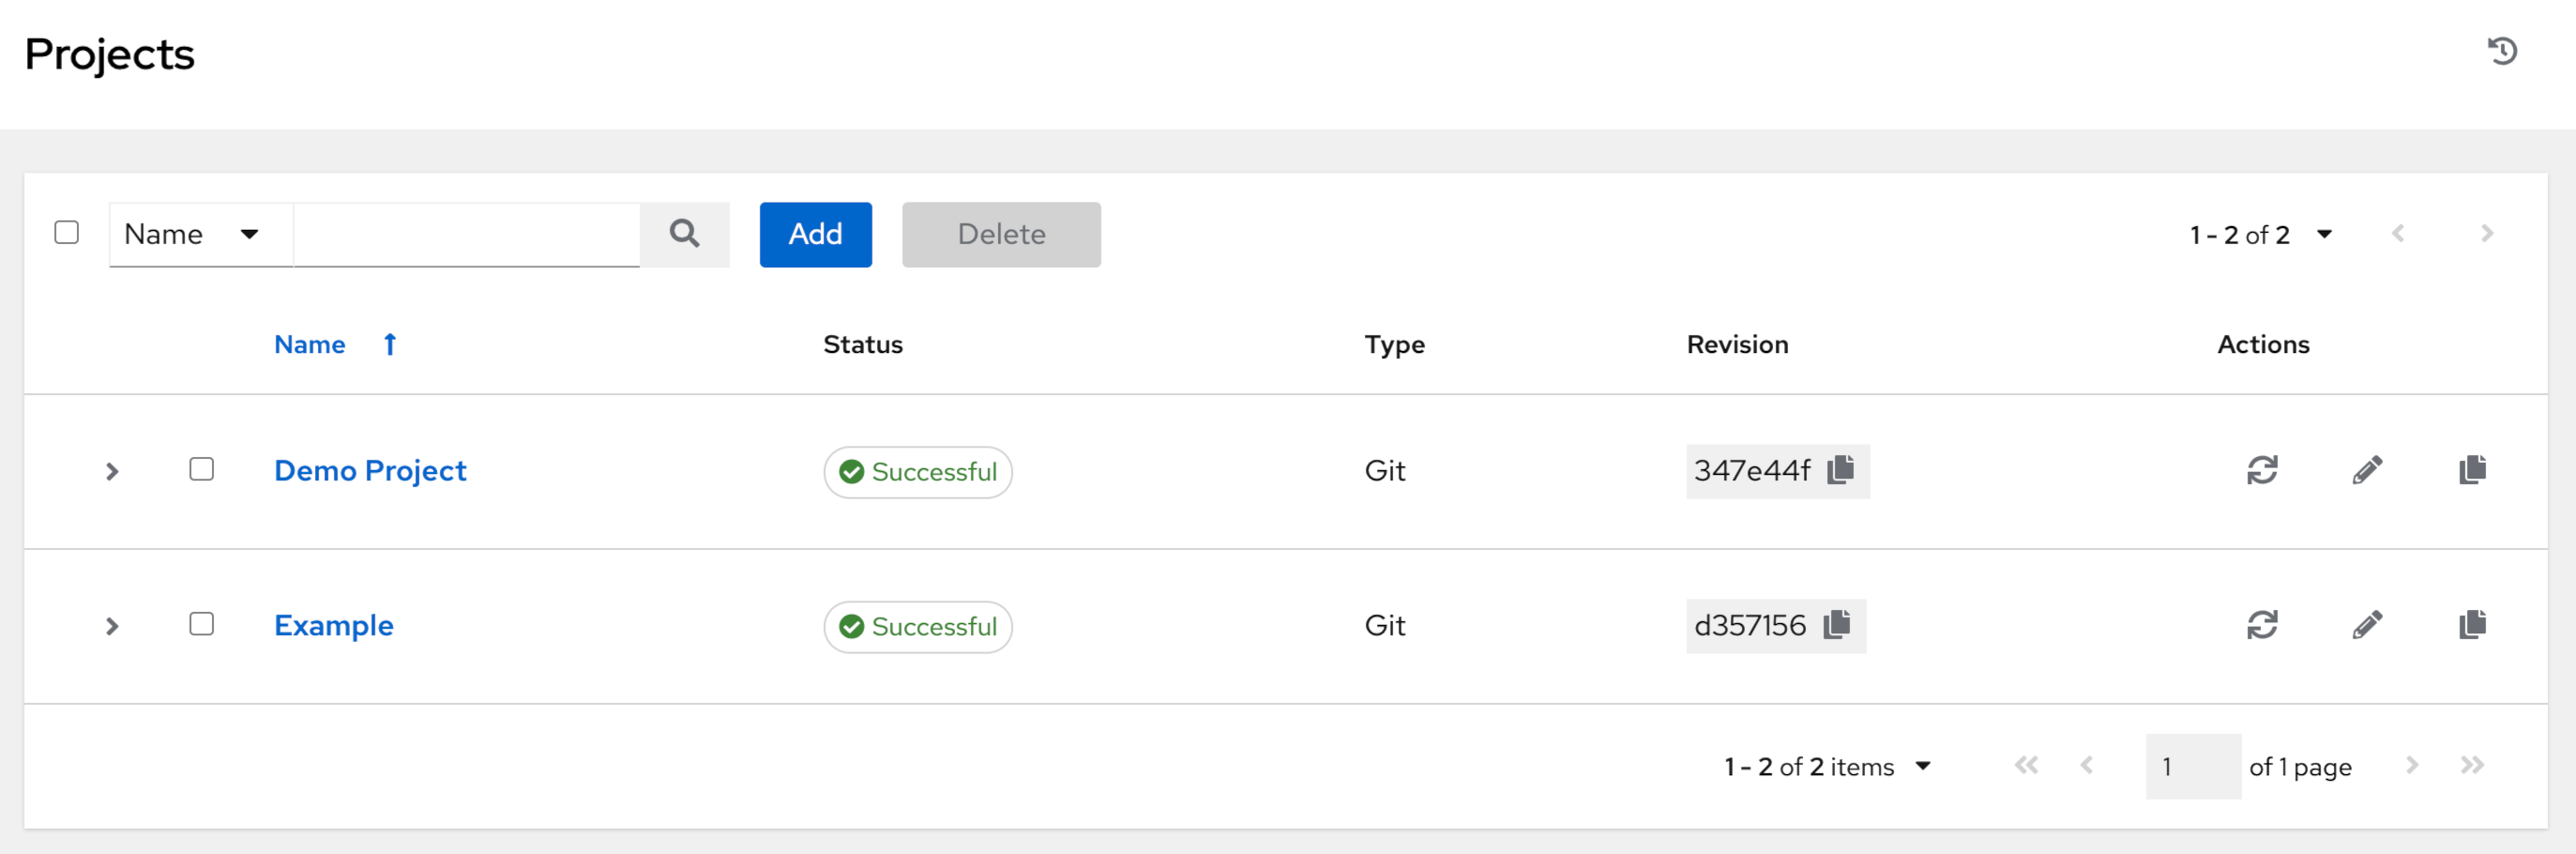 Projects
Name Add Delete 1 - 2 of 2
Name Status Type Revision Actions
Demo Project Successful Git 347e44f
Example Successful Git d357156
1 - 2 of 2 items 1 of 1 page